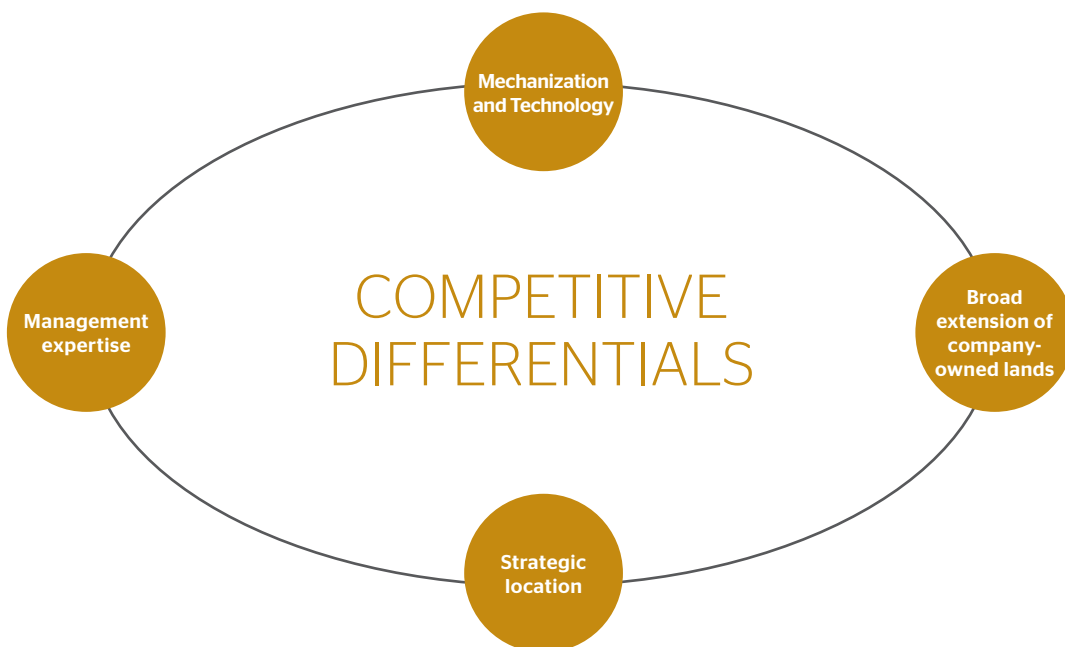 Mechanization
and Technology
Management
expertise
COMPETITIVE
DIFFERENTIALS
Broad
extension of
company-
owned lands
Strategic
location